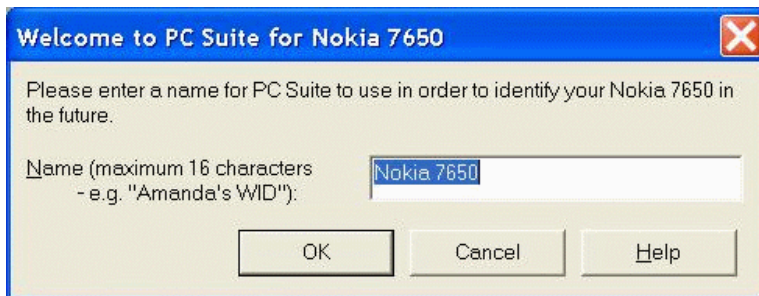 Welcome to PC Suite for Nokia 7650
Please enter a name for PC Suite to use in order to identify your Nokia 7650 in
the future.
Name (maximum 16 characters
- e.g. "Amanda's WID"):
Nokia 7650
OK
Cancel
Help